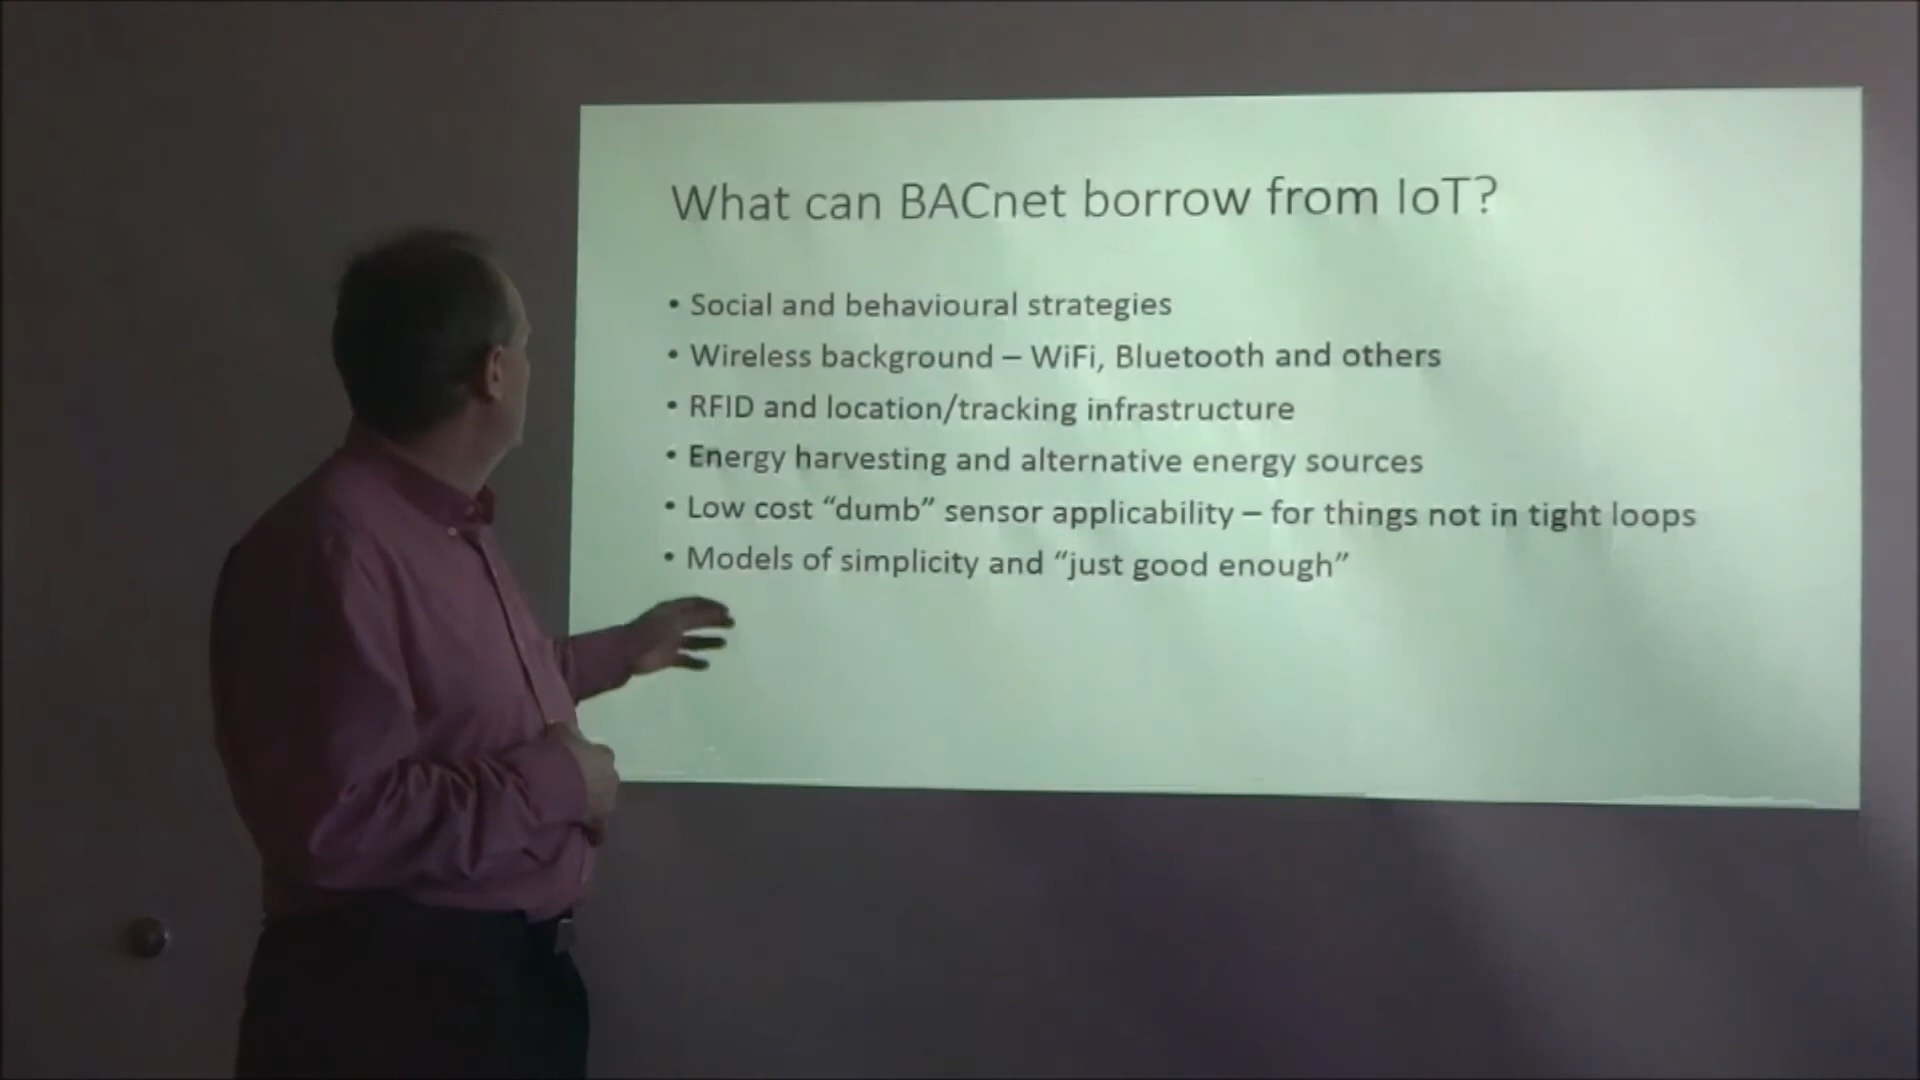 What can BACnet borrow from IoT?
• Social and behavioural strategies
• Wireless background – WiFi, Bluetooth and others
• RFID and location/tracking infrastructure
• Energy harvesting and alternative energy sources
• Low cost “dumb” sensor applicability – for things not in tight loops
• Models of simplicity and “just good enough”